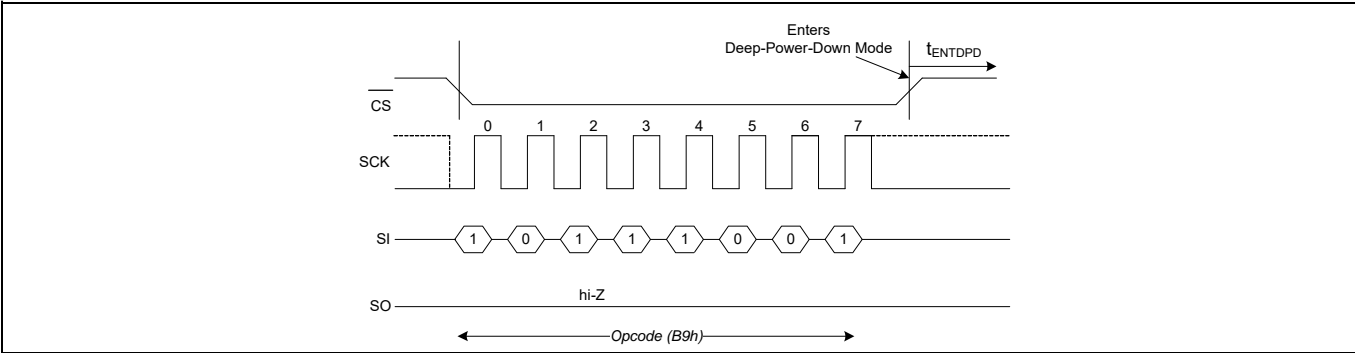 Enters
Deep-Power-Down Mode
tENTDPD
CS
0 1 2 3 4 5 6 7
SCK
SI 1 0 1 1 1 0 0 1
hi-Z
SO
Opcode (B9h)